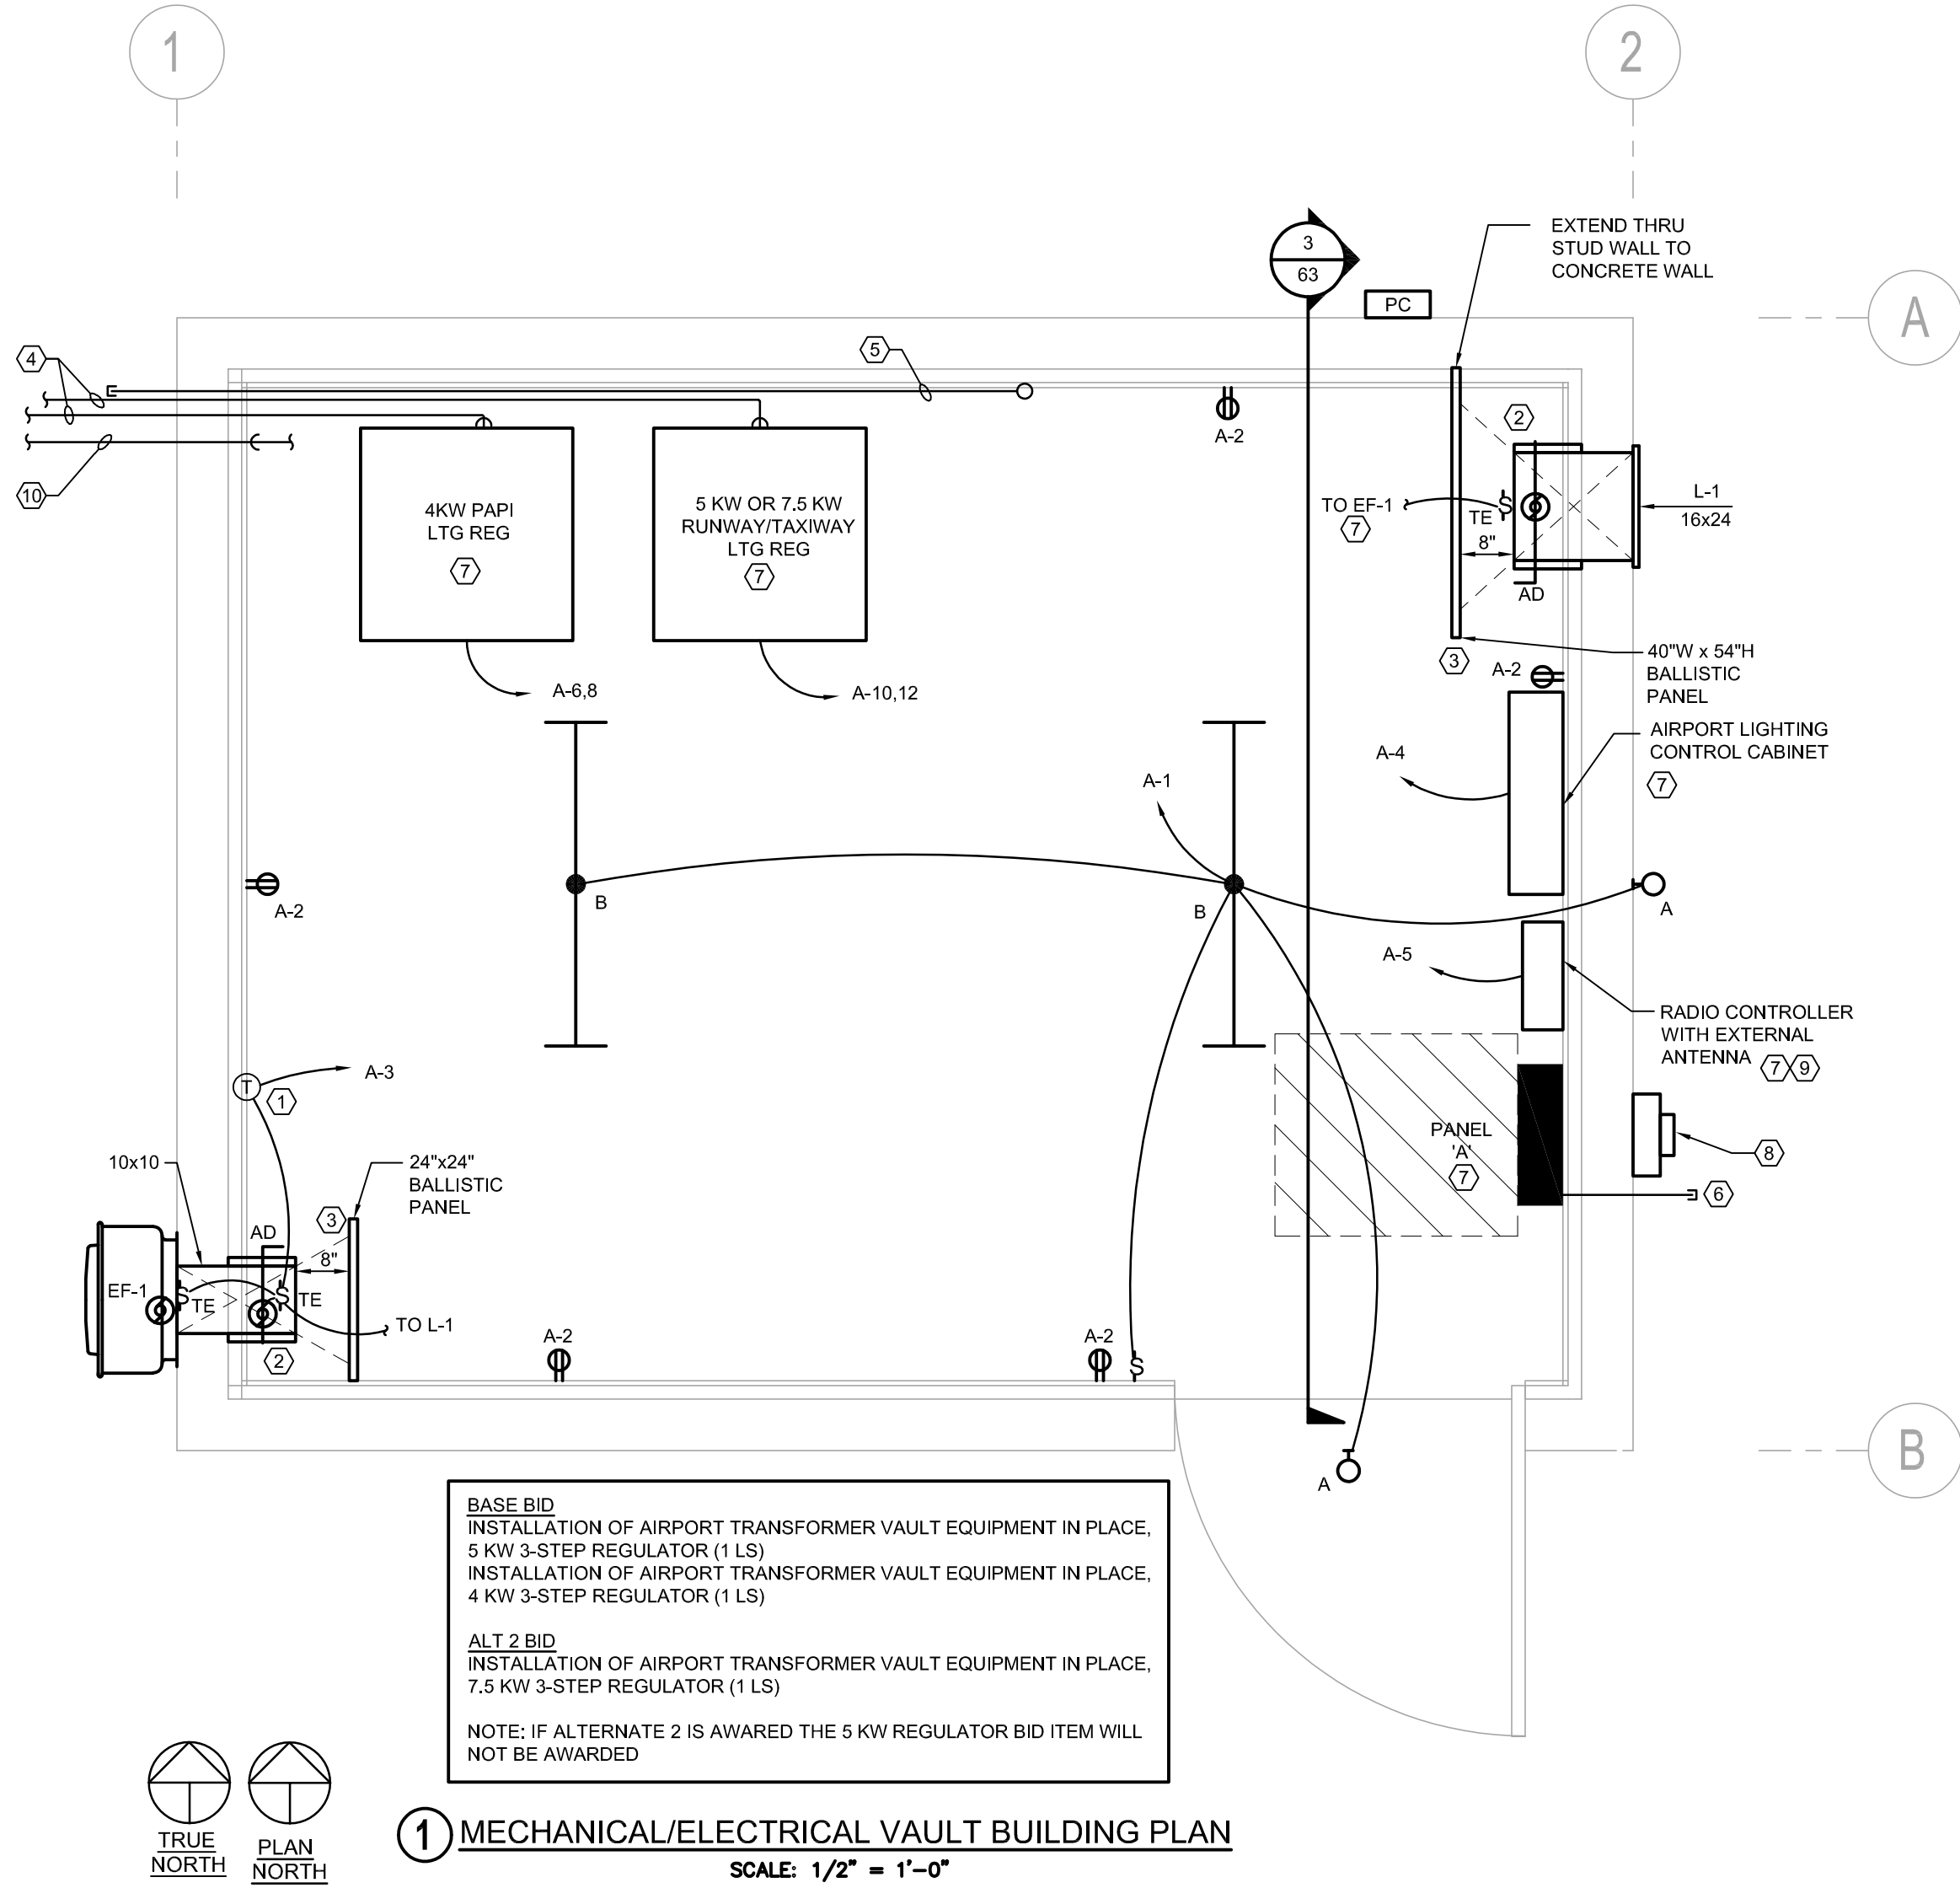 1
2
3
63
EXTEND THRU
STUD WALL TO
CONCRETE WALL
PC
A
4
5
2
A-2
10
4KW PAPI
LTG REG
7
5 KW OR 7.5 KW
RUNWAY/TAXIWAY
LTG REG
7
TO EF-1
7
S
TE
8"
L-1
16x24
AD
3
A-2
40"W x 54"H
BALLISTIC
PANEL
A-6,8
A-10,12
AIRPORT LIGHTING
CONTROL CABINET
7
A-4
A-1
A-2
B
B
A
A-5
RADIO CONTROLLER
WITH EXTERNAL
ANTENNA
7
9
T
1
A-3
PANEL
'A'
7
8
6
10x10
24"x24"
BALLISTIC
PANEL
3
AD
8"
EF-1
S
TE
S
TE
TO L-1
2
A-2
A-2
S
A
B
BASE BID
INSTALLATION OF AIRPORT TRANSFORMER VAULT EQUIPMENT IN PLACE,
5 KW 3-STEP REGULATOR (1 LS)
INSTALLATION OF AIRPORT TRANSFORMER VAULT EQUIPMENT IN PLACE,
4 KW 3-STEP REGULATOR (1 LS)
ALT 2 BID
INSTALLATION OF AIRPORT TRANSFORMER VAULT EQUIPMENT IN PLACE,
7.5 KW 3-STEP REGULATOR (1 LS)
NOTE: IF ALTERNATE 2 IS AWARED THE 5 KW REGULATOR BID ITEM WILL
NOT BE AWARDED
TRUE
NORTH
PLAN
NORTH
1 MECHANICAL/ELECTRICAL VAULT BUILDING PLAN
SCALE: 1/2" = 1'-0"